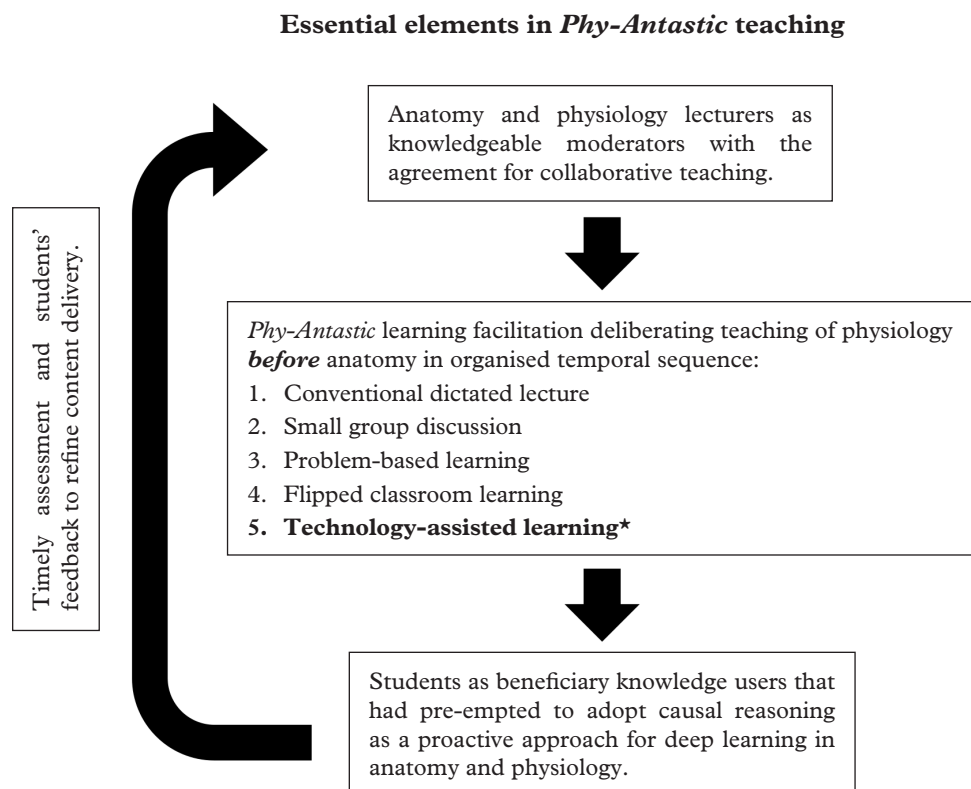 Essential elements in Phy-Antastic teaching
Anatomy and physiology lecturers as
knowledgeable moderators with the
agreement for collaborative teaching.
Timely assessment and students’
feedback to refine content delivery.
Phy-Antastic learning facilitation deliberating teaching of physiology
before anatomy in organised temporal sequence:
1. Conventional dictated lecture
2. Small group discussion
3. Problem-based learning
4. Flipped classroom learning
5. Technology-assisted learning★
Students as beneficiary knowledge users that
had pre-empted to adopt causal reasoning
as a proactive approach for deep learning in
anatomy and physiology.